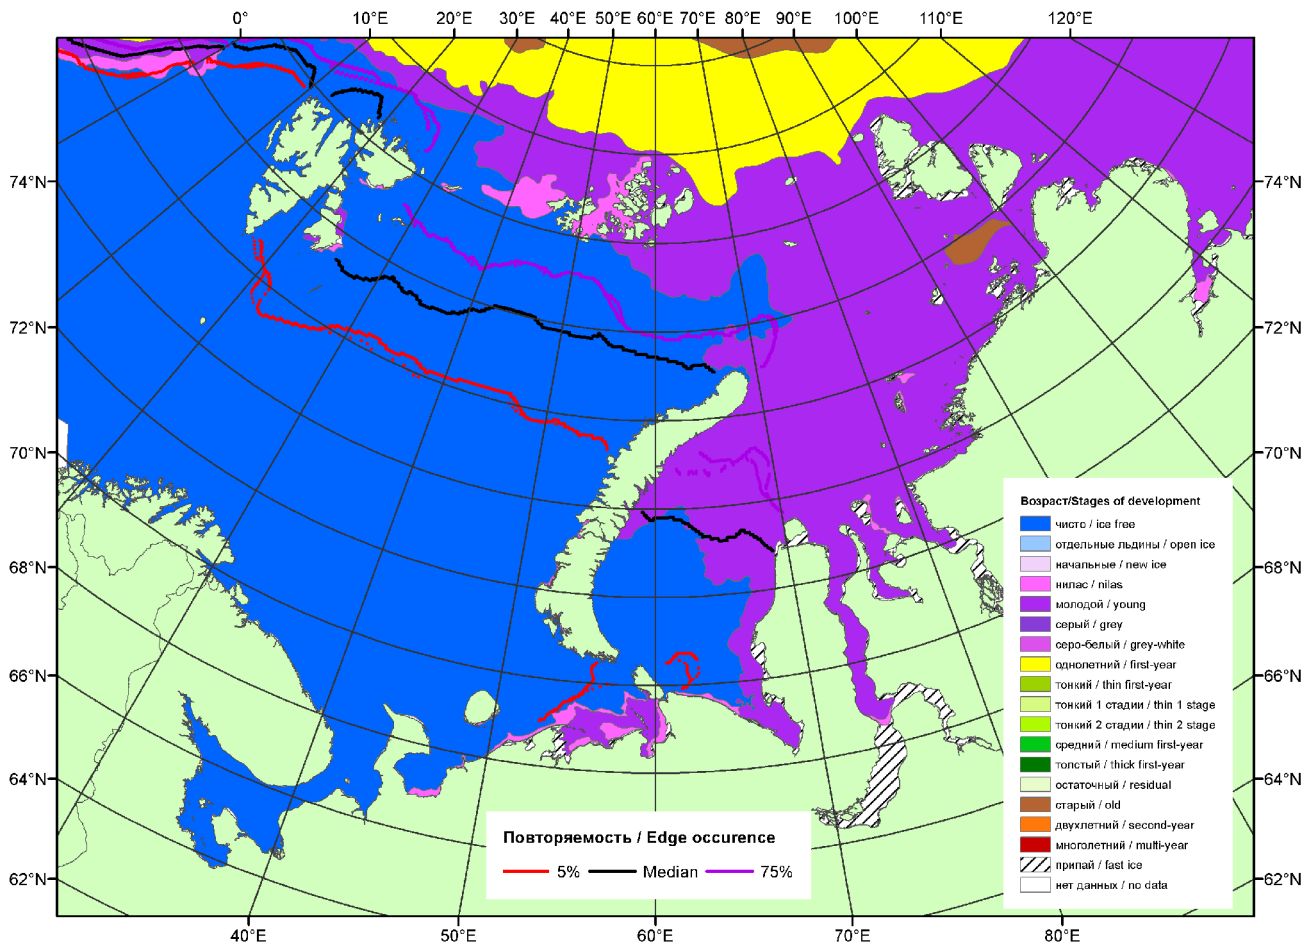 0° 10°E 20°E 30°E 40°E 50°E 60°E 70°E 80°E 90°E 100°E 110°E 120°E
74°N 74°N
72°N 72°N
70°N 70°N
68°N 68°N
66°N 66°N
64°N 64°N
62°N 62°N
Возраст/Stages of development
чисто / ice free
отдельные льдины / open ice
начальные / new ice
нилас / nilas
молодой / young
серый / grey
серо-белый / grey-white
однолетний / first-year
тонкий / thin first-year
тонкий 1 стадии / thin 1 stage
тонкий 2 стадии / thin 2 stage
средний / medium first-year
толстый / thick first-year
остаточный / residual
старый / old
двухлетний / second-year
многолетний / multi-year
припай / fast ice
нет данных / no data
Повторяемость / Edge occurence
5% Median 75%
40°E 50°E 60°E 70°E 80°E